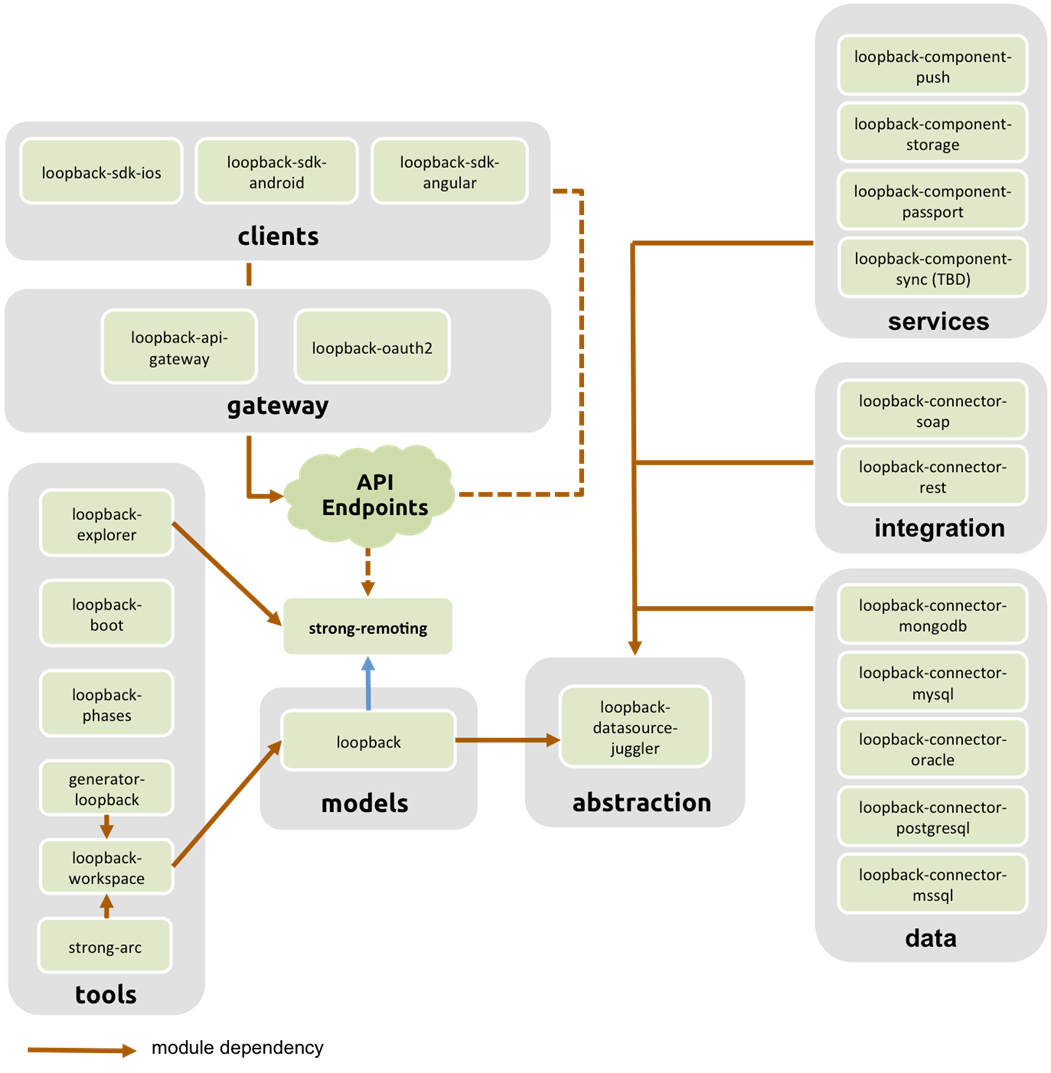 loopback-component-
push
loopback-component-
storage
loopback-component-
passport
loopback-component-
sync (TBD)
services
loopback-sdk-ios
loopback-sdk-
android
loopback-sdk-
angular
clients
loopback-api-
gateway
loopback-oauth2
gateway
loopback-connector-
soap
loopback-connector-
rest
integration
API
Endpoints
strong-remoting
loopback-
explorer
loopback-
boot
loopback-
phases
generator-
loopback
loopback-
workspace
strong-arc
tools
loopback
models
loopback-
datasource-
juggler
abstraction
loopback-connector-
mongodb
loopback-connector-
mysql
loopback-connector-
oracle
loopback-connector-
postgresql
loopback-connector-
mssql
data
module dependency